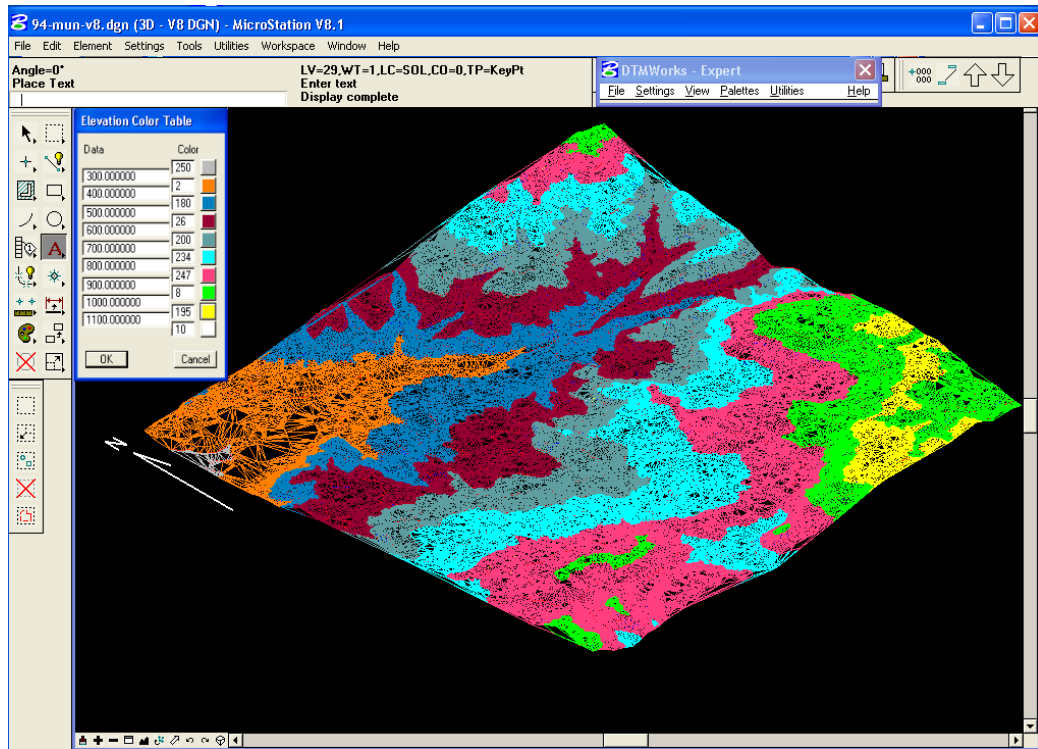 94-mun-v8.dgn (3D - V8 DGN) - MicroStation V8.1
File Edit Element Settings Tools Utilities Workspace Window Help
Angle=0°
Place Text
LV=29,WT=1,LC=SOL,CO=0,TP=KeyPt
Enter text
Display complete
DTMWorks - Expert
File Settings View Palettes Utilities Help
+000
000
Elevation Color Table
Data Color
250
300.000000
2
400.000000
180
500.000000
26
600.000000
200
700.000000
234
800.000000
247
900.000000
8
1000.000000
195
1100.000000
10
OK Cancel
A
N